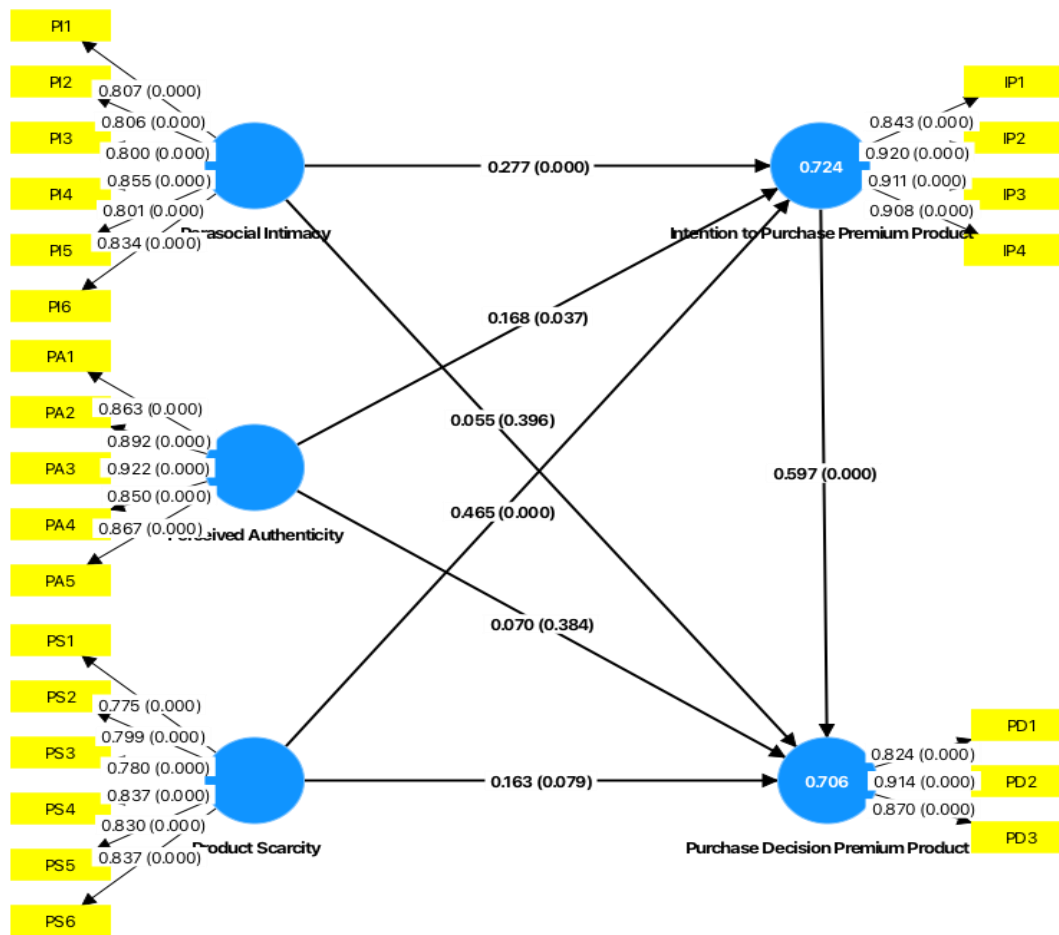 PI1
PI2
0.807 (0.000)
0.806 (0.000)
PI3
0.800 (0.000)
0.855 (0.000)
PI4
0.801 (0.000)
0.834 (0.000)
PI5
PI6
Parasocial Intimacy
0.277 (0.000)
0.724
Intention to Purchase Premium Product
IP1
0.843 (0.000)
IP2
0.920 (0.000)
0.911 (0.000)
IP3
0.908 (0.000)
IP4
0.168 (0.037)
PA1
0.863 (0.000)
PA2
0.892 (0.000)
PA3
0.922 (0.000)
0.850 (0.000)
PA4
0.867 (0.000)
PA5
Perceived Authenticity
0.055 (0.396)
0.465 (0.000)
0.597 (0.000)
0.070 (0.384)
PS1
PS2
0.775 (0.000)
0.799 (0.000)
PS3
0.780 (0.000)
0.837 (0.000)
PS4
0.830 (0.000)
0.837 (0.000)
PS5
PS6
Product Scarcity
0.163 (0.079)
0.706
Purchase Decision Premium Product
PD1
0.824 (0.000)
0.914 (0.000)
PD2
0.870 (0.000)
PD3